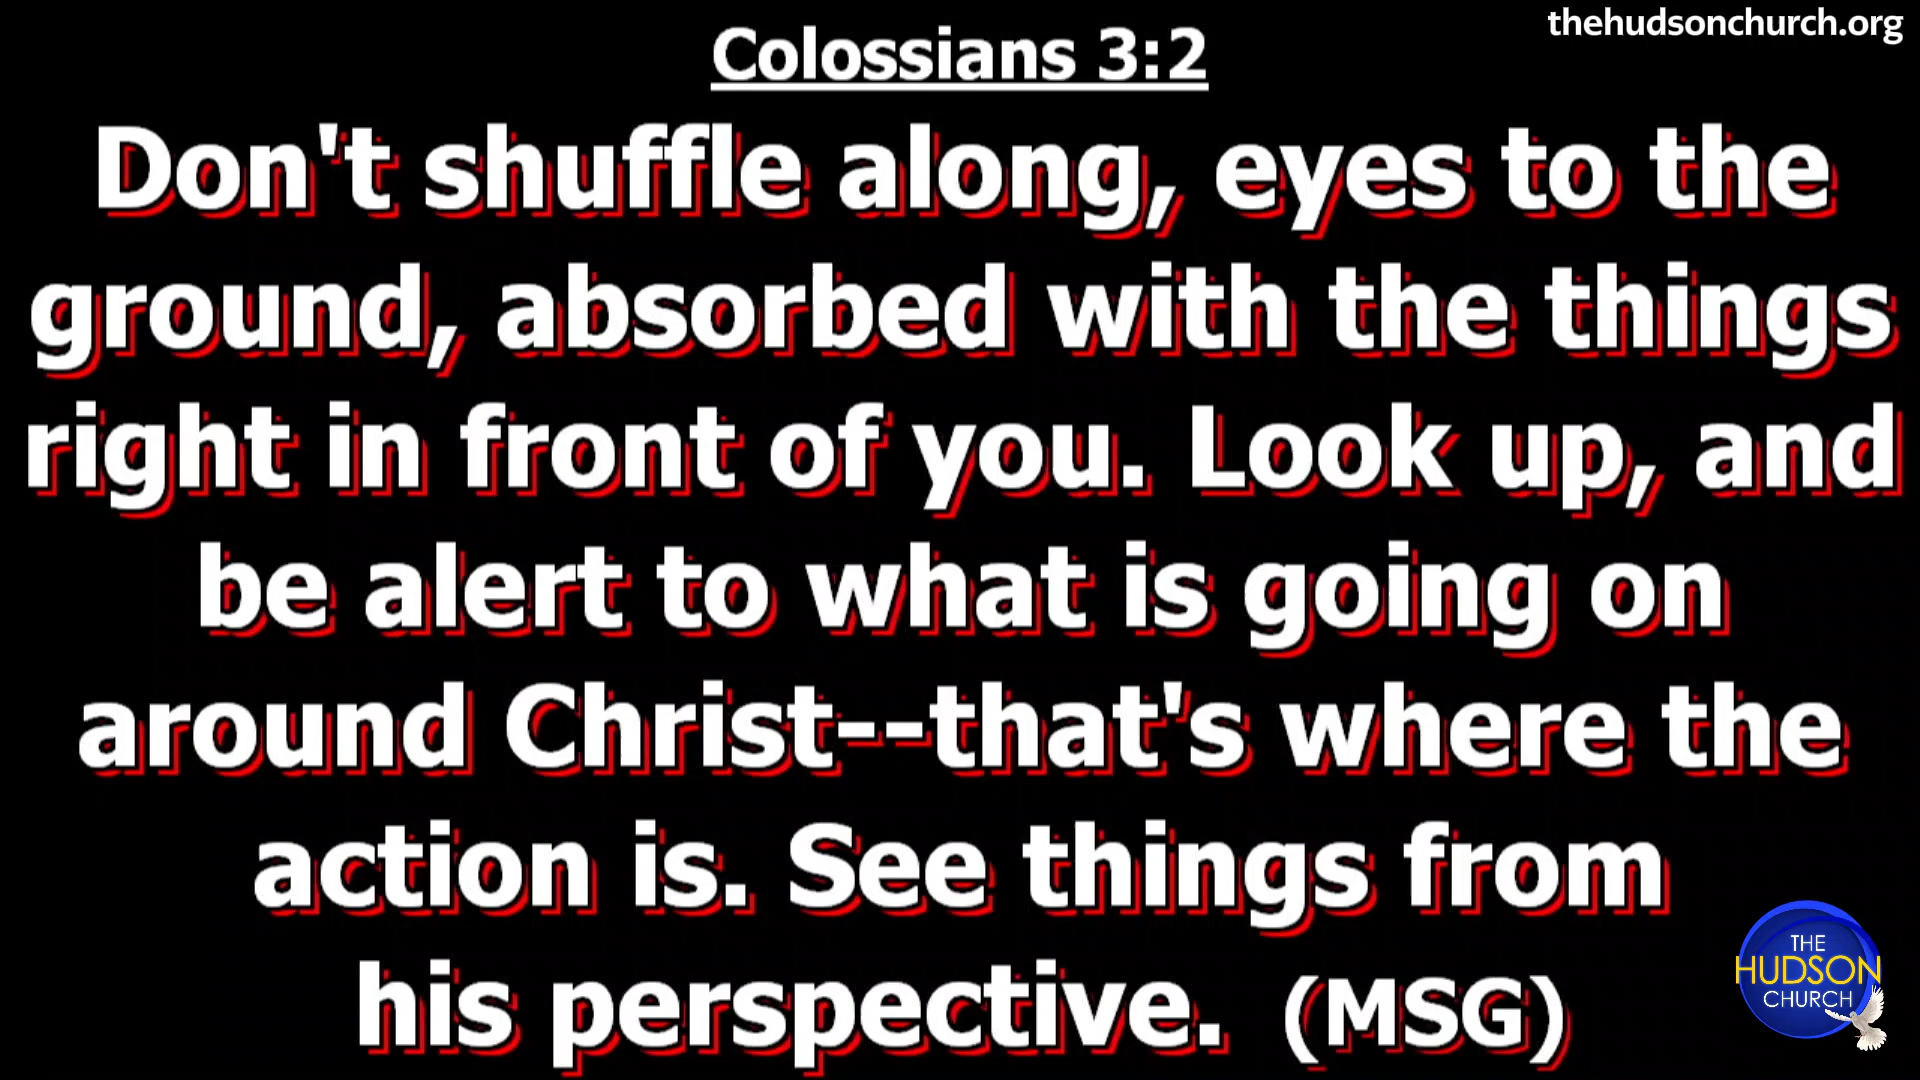 thehudsonchurch.org
Colossians 3:2
Don't shuffle along, eyes to the
ground, absorbed with the things
right in front of you. Look up, and
be alert to what is going on
around Christ--that's where the
action is. See things from
his perspective. (MSG)
THE
HUDSON
CHURCH